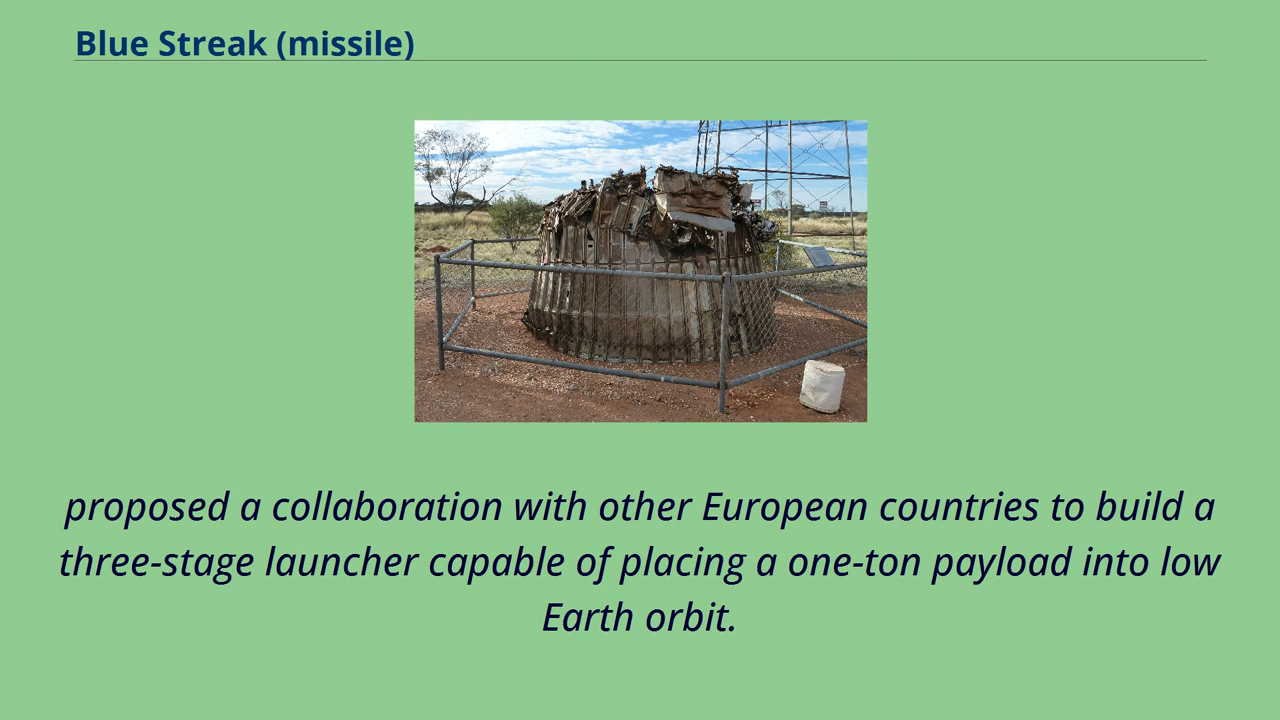 Blue Streak (missile)
proposed a collaboration with other European countries to build a
three-stage launcher capable of placing a one-ton payload into low
Earth orbit.